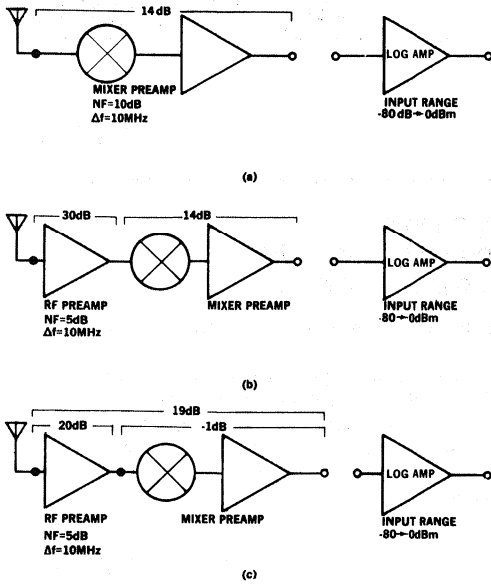 14dB
LOG AMP
MIXER PREAMP
NF=10dB
Δf=10MHz
INPUT RANGE
-80 dB→0dBm
(a)
30dB
14dB
LOG AMP
RF PREAMP
NF=5dB
Δf=10MHz
MIXER PREAMP
INPUT RANGE
-80→0dBm
(b)
19dB
20dB
-1dB
LOG AMP
RF PREAMP
NF=5dB
Δf=10MHz
MIXER PREAMP
INPUT RANGE
-80→0dBm
(c)